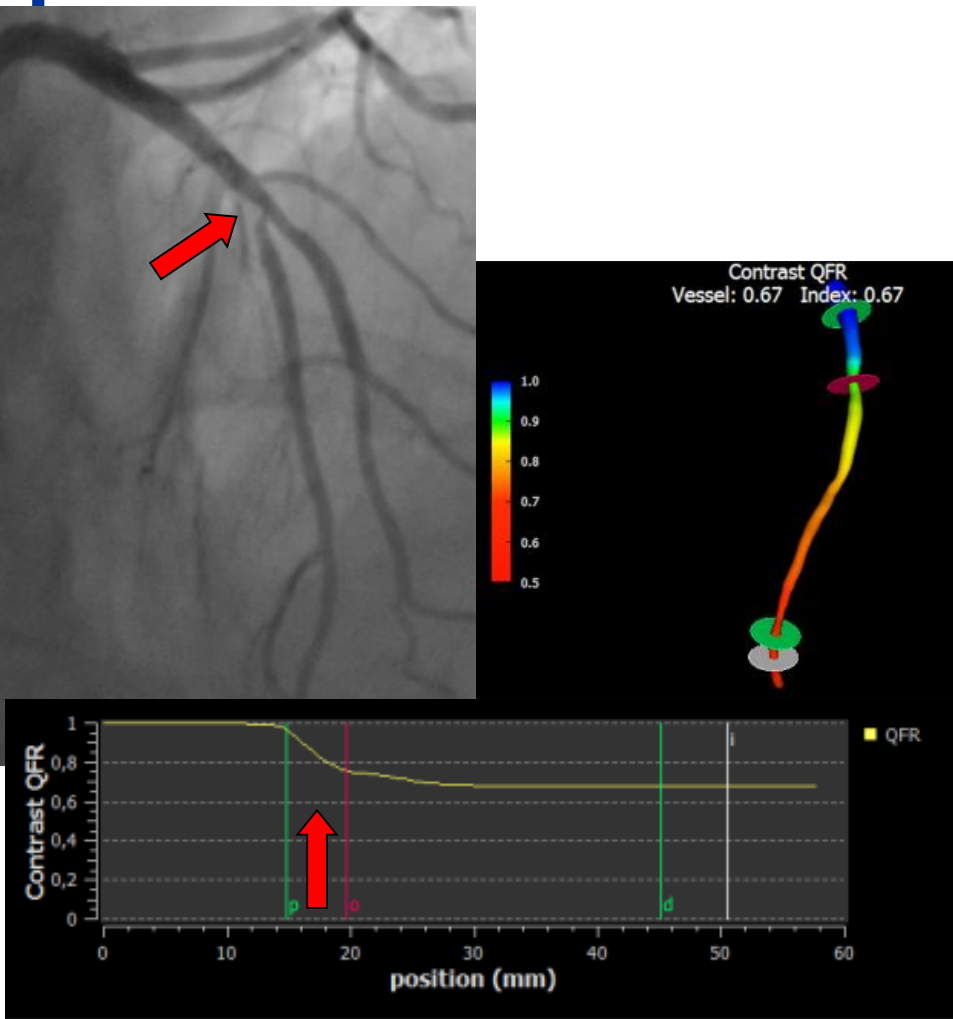 Contrast QFR
Vessel: 0.67 Index: 0.67
1.0
0.9
0.8
0.7
0.6
0.5
1
0,8
0,6
0,4
0,2
0
Contrast QFR
p
o
d
i
QFR
0 10 20 30 40 50 60
position (mm)